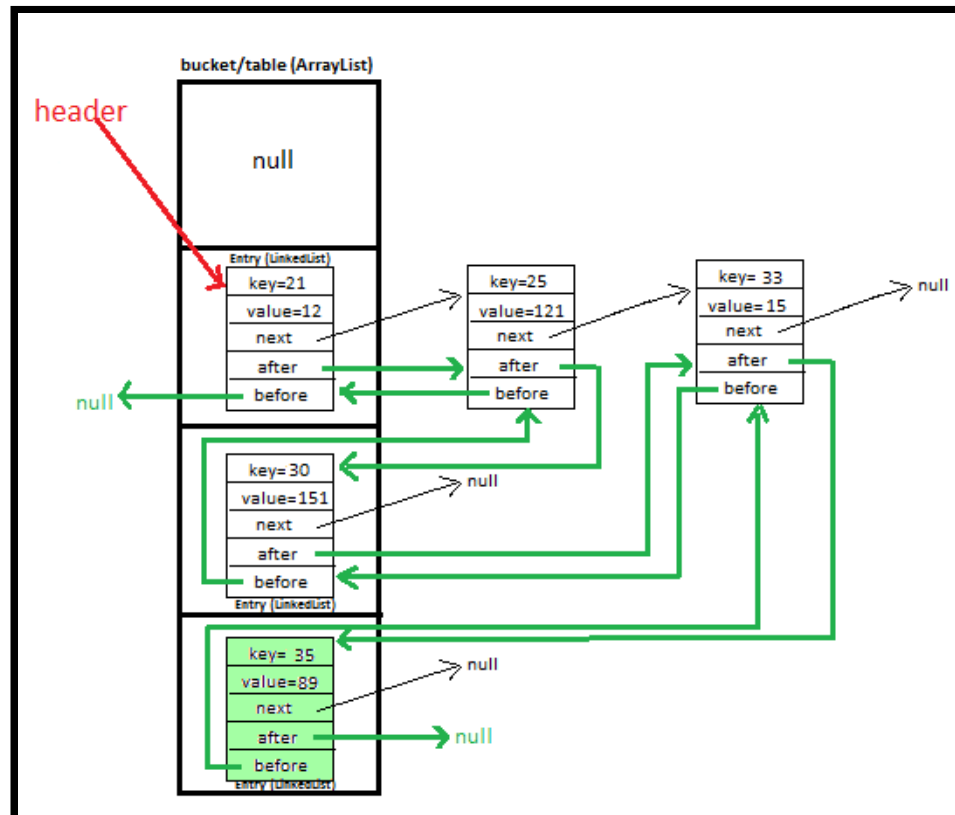 bucket/table (ArrayList)
header
null
Entry (LinkedList)
key=21
value=12
next
after
before
null
key=25
value=121
next
after
before
key= 33
value= 15
next
after
before
null
key= 30
value=151
next
after
before
Entry (LinkedList)
null
key= 35
value=89
next
after
before
Entry (LinkedList)
null
null